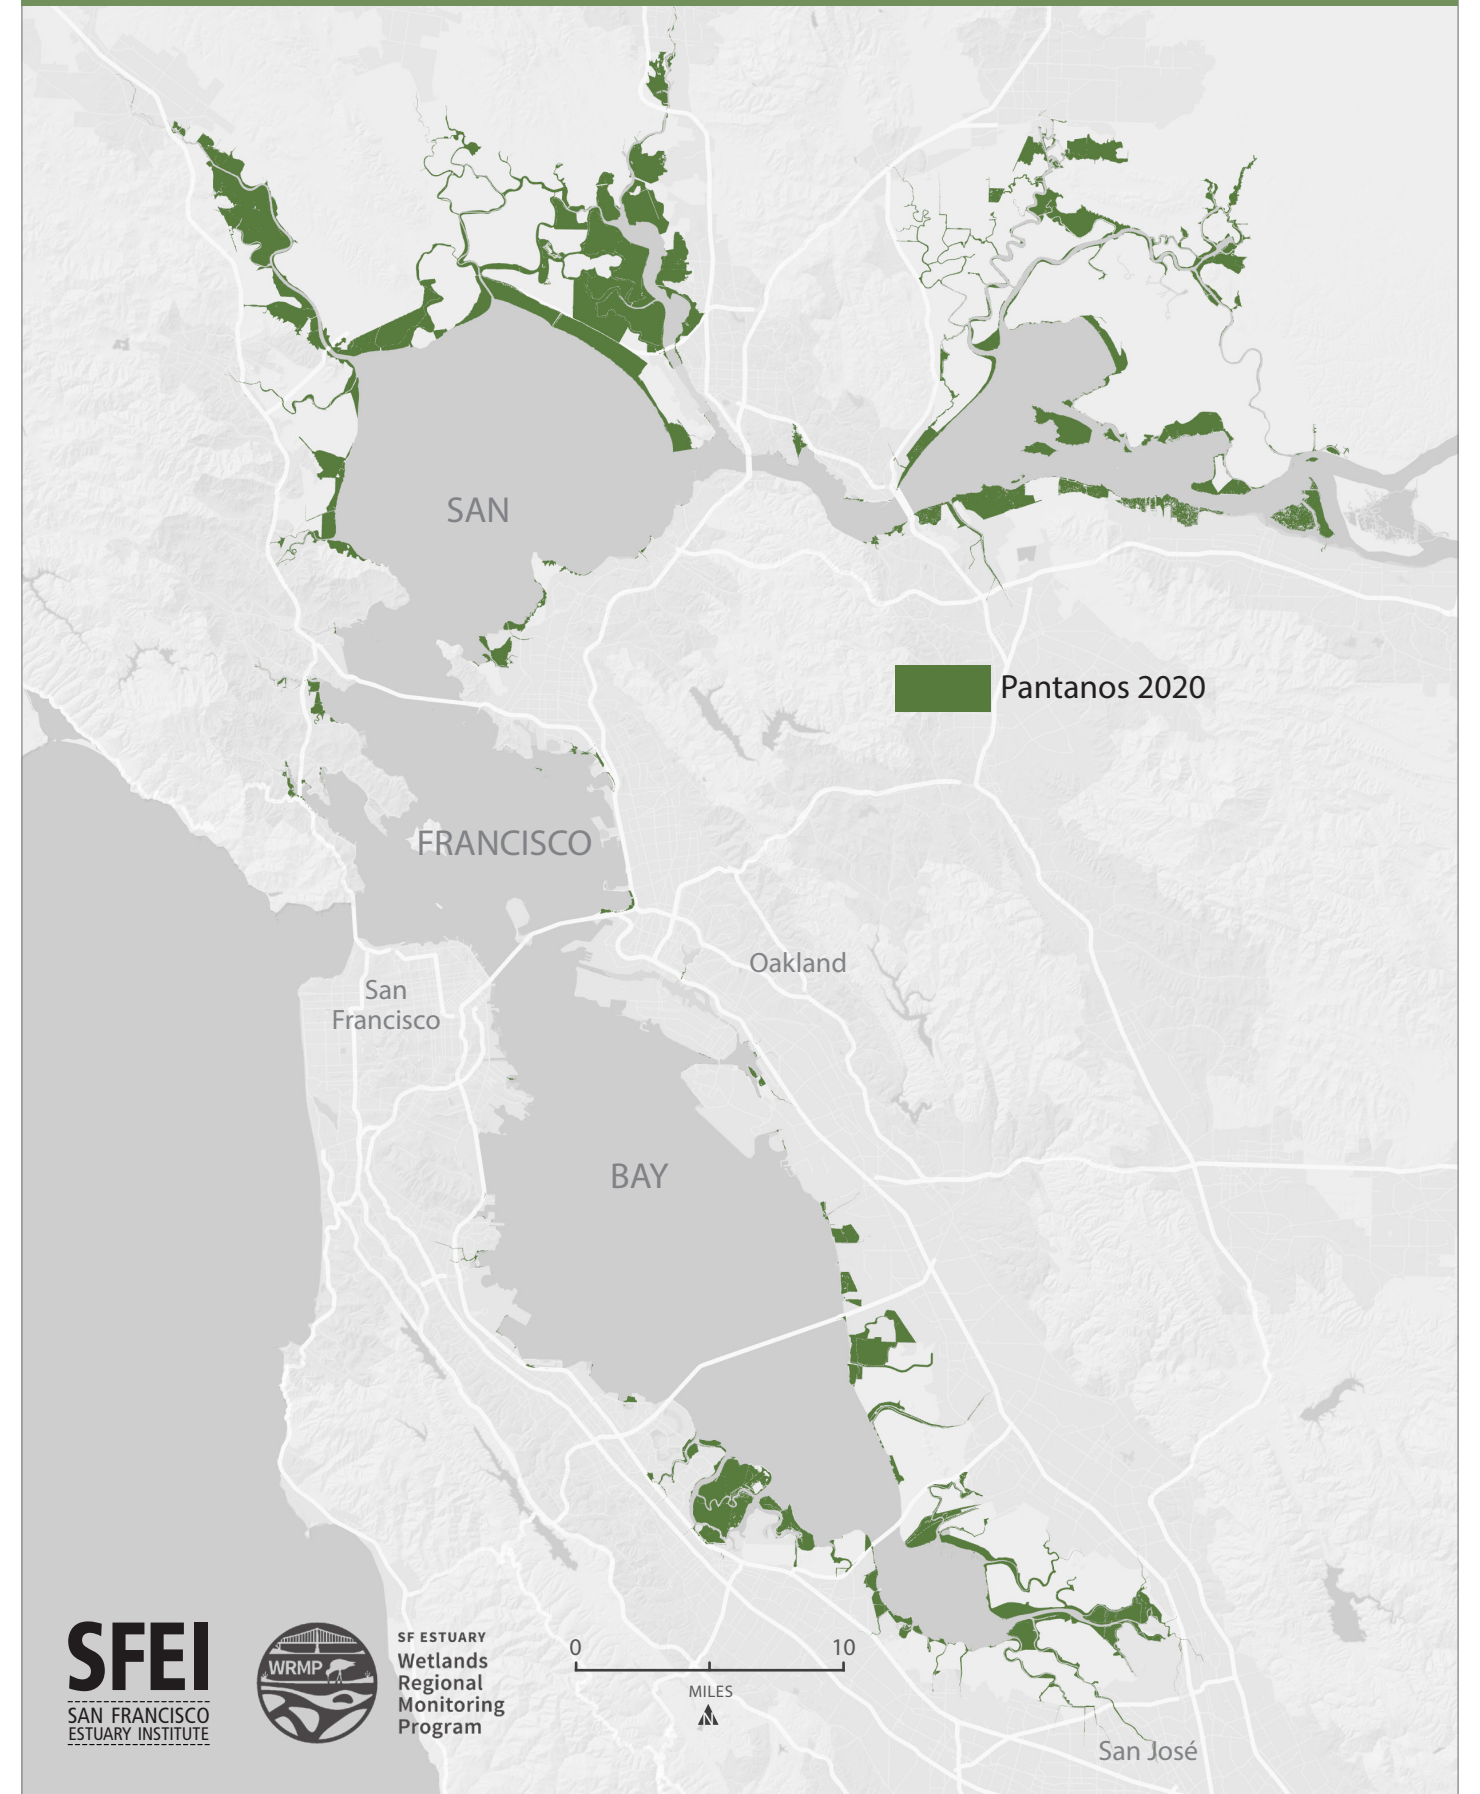 SAN
Pantanos 2020
FRANCISCO
Oakland
San
Francisco
BAY
SFEI
SAN FRANCISCO
ESTUARY INSTITUTE
WRMP
SF ESTUARY
Wetlands
Regional
Monitoring
Program
0 10
MILES
N
San José